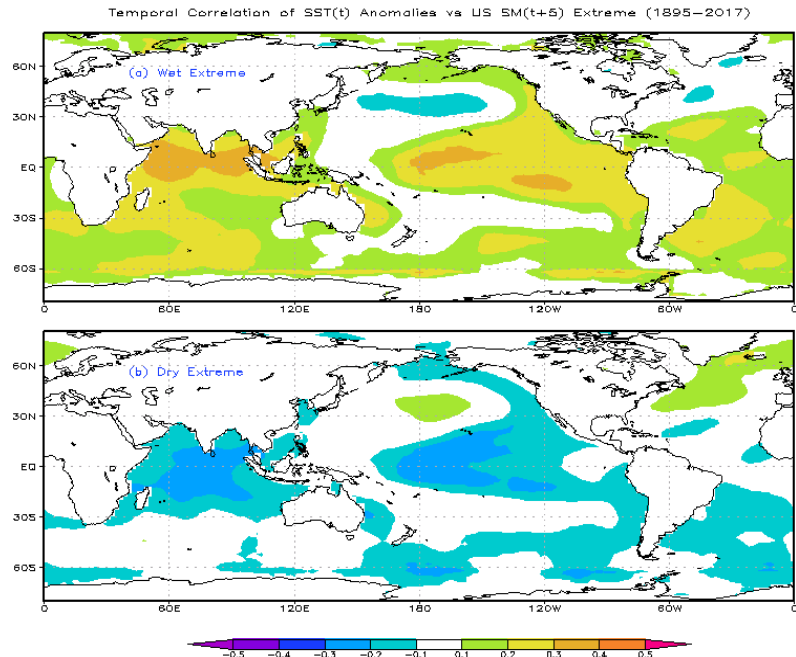 Temporal Correlation of SST(t) Anomalies vs US SM(t+5) Extreme (1895-2017)
(a) Wet Extreme
60N
30N
EQ
30S
60S
0 60E 120E 180 120W 60W 0
(b) Dry Extreme
60N
30N
EQ
30S
60S
0 60E 120E 180 120W 60W 0
-0.5 -0.4 -0.3 -0.2 -0.1 0.1 0.2 0.3 0.4 0.5